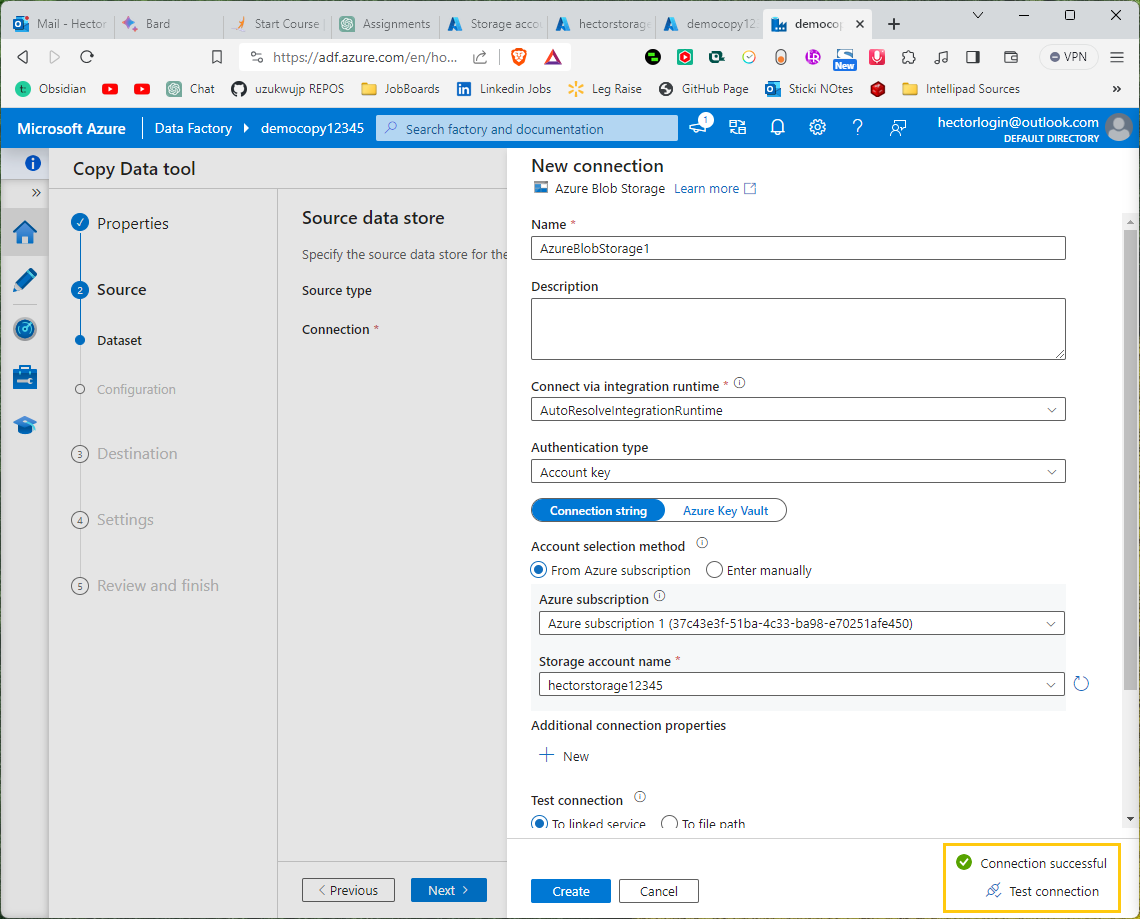 Mail - Hector
Bard
Start Course
Assignments
Storage acco
hectorstorage
democopy12
democop
https://adf.azure.com/en/ho...
New
VPN
Obsidian
Chat
uzukwujp REPOS
JobBoards
Linkedin Jobs
Leg Raise
GitHub Page
Sticki NOtes
Intellipad Sources
»
Microsoft Azure
Data Factory
democopy12345
Search factory and documentation
1
hectorlogin@outlook.com
DEFAULT DIRECTORY
Copy Data tool
Properties
2 Source
Dataset
Configuration
3 Destination
4 Settings
5 Review and finish
Source data store
Specify the source data store for the
Source type
Connection *
Previous
Next
New connection
Azure Blob Storage Learn more
Name *
AzureBlobStorage1
Description
Connect via integration runtime *
AutoResolveIntegrationRuntime
Authentication type
Account key
Connection string Azure Key Vault
Account selection method
From Azure subscription Enter manually
Azure subscription
Azure subscription 1 (37c43e3f-51ba-4c33-ba98-e70251afe450)
Storage account name *
hectorstorage12345
Additional connection properties
New
Test connection
To linked service To file path
Create
Cancel
Connection successful
Test connection